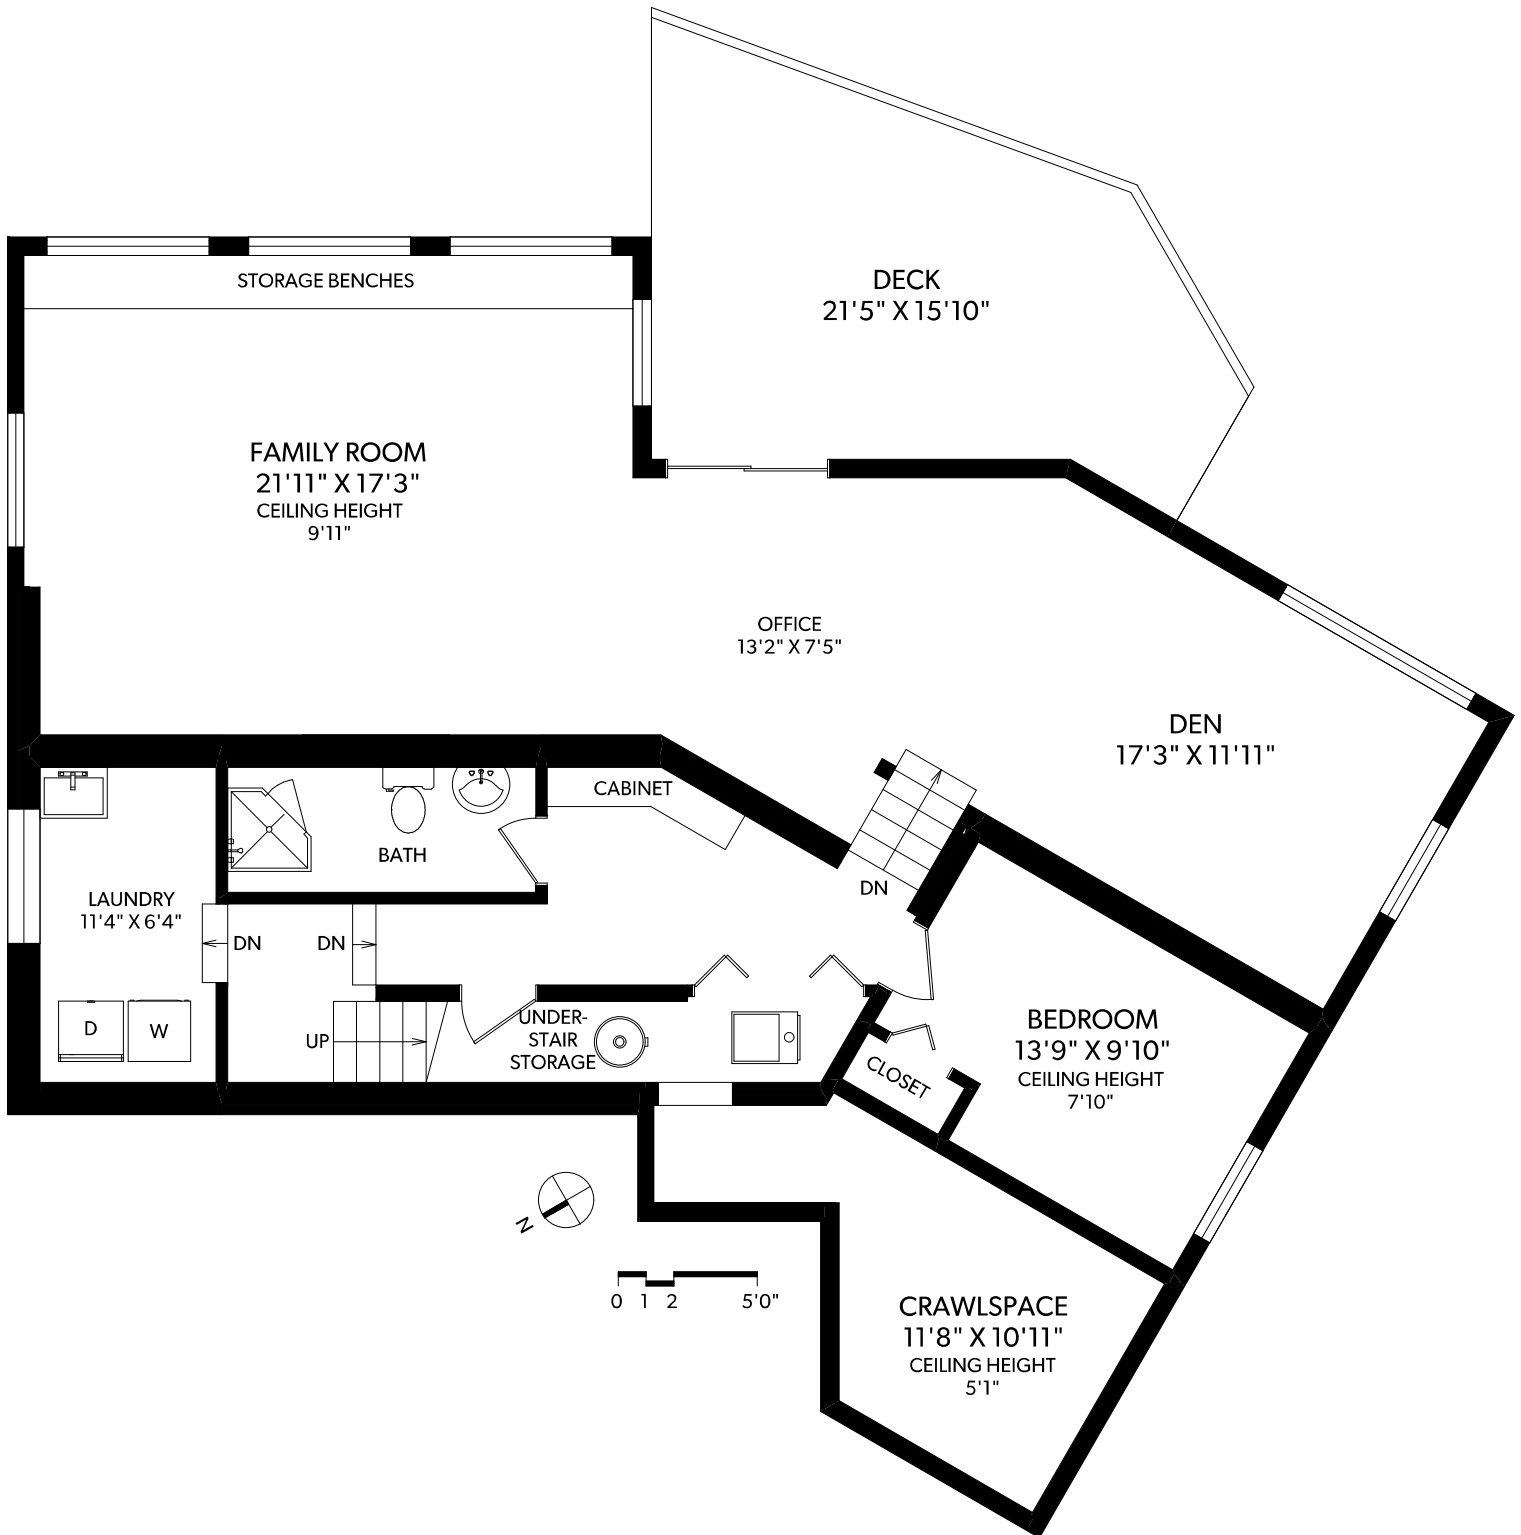 DECK
21'5" X 15'10"
STORAGE BENCHES
FAMILY ROOM
21'11" X 17'3"
CEILING HEIGHT
9'11"
OFFICE
13'2" X 7'5"
DEN
17'3" X 11'11"
CABINET
BATH
DN
LAUNDRY
11'4" X 6'4"
DN
DN
D
W
UP
UNDER-
STAIR
STORAGE
CLOSET
BEDROOM
13'9" X 9'10"
CEILING HEIGHT
7'10"
N
0 1 2 5'0"
CRAWLSPACE
11'8" X 10'11"
CEILING HEIGHT
5'1"